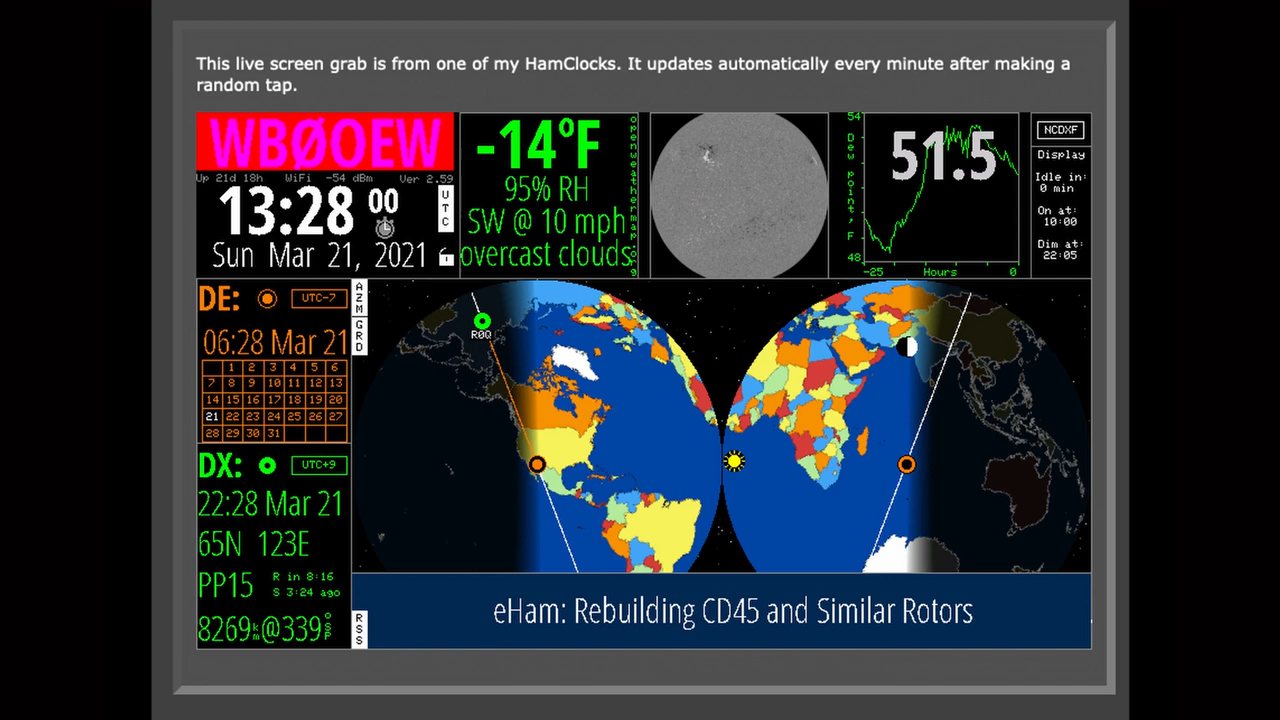 This live screen grab is from one of my HamClocks. It updates automatically every minute after making a
random tap.
WBØOEW
Up 21d 18h WiFi -54 dBm Ver 2.59
13:28 00
UTC
Sun Mar 21, 2021
-14°F
95% RH
SW @ 10 mph
overcast clouds
openweathermap.org
54
Dew point, F
48
51.5
-25 Hours 0
NCDXF
Display
Idle in:
0 min
On at:
10:00
Dim at:
22:05
DE: UTC-7
06:28 Mar 21
1 2 3 4 5 6
7 8 9 10 11 12 13
14 15 16 17 18 19 20
21 22 23 24 25 26 27
28 29 30 31
AZM
GRD
R0Q
DX: UTC+9
22:28 Mar 21
65N 123E
PP15 R in 8:16
S 3:24 ago
8269km@339°SP
RSS
eHam: Rebuilding CD45 and Similar Rotors